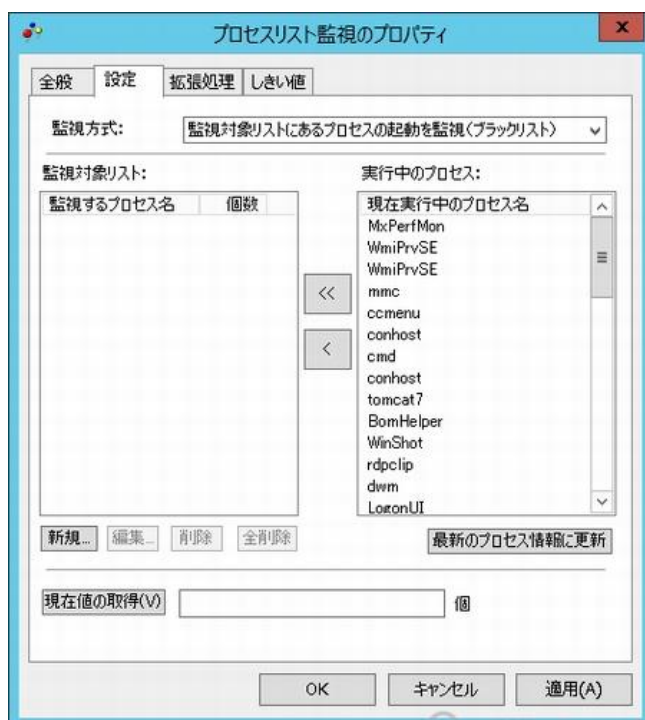 プロセスリスト監視のプロパティ
x
全般 設定 拡張処理 しきい値
監視方式: 監視対象リストにあるプロセスの起動を監視(ブラックリスト)
監視対象リスト: 実行中のプロセス:
監視するプロセス名 個数 現在実行中のプロセス名
MxPerfMon
WmiPrvSE
WmiPrvSE
<< mmc
ccmenu
conhost
< cmd
conhost
tomcat7
BomHelper
WinShot
rdpclip
dwm
LogonUI
新規... 編集... 削除 全削除 最新のプロセス情報に更新
現在値の取得(V) 個
OK キャンセル 適用(A)